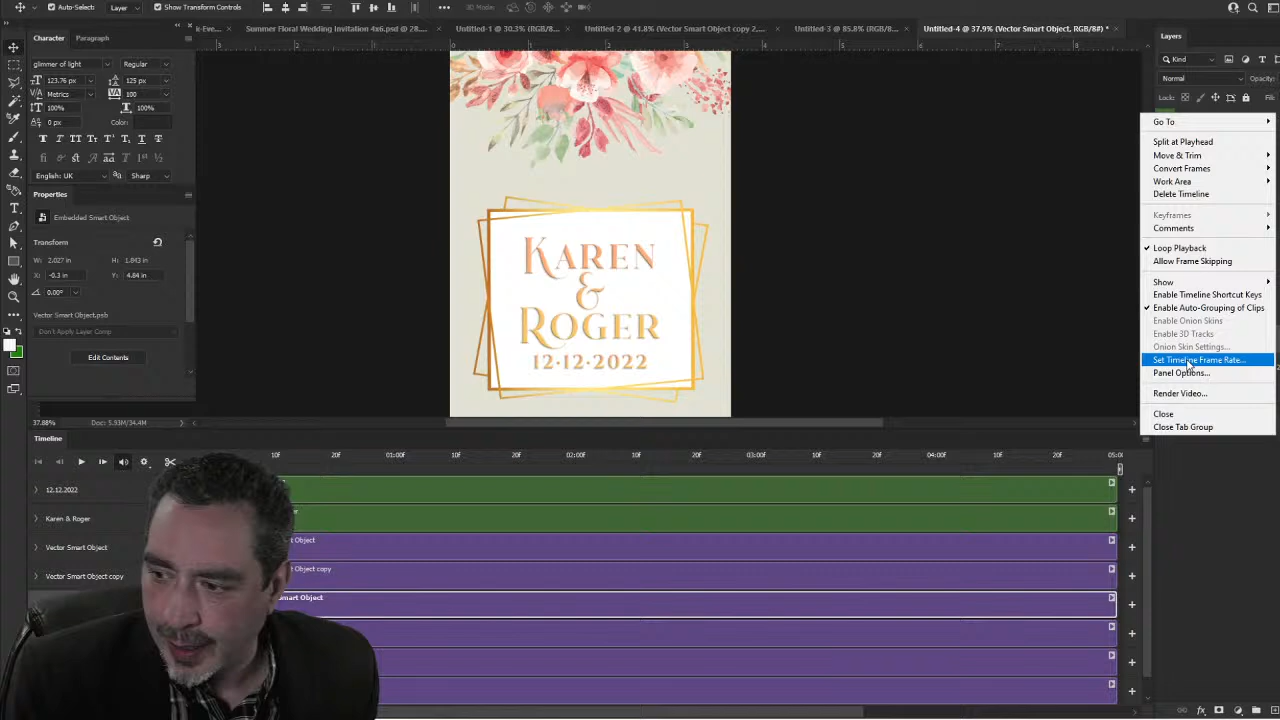 Layer
Show Transform Controls
3D Mode:
Summer Floral Wedding Invitation 4x6.psd @ 28....
Untitled-1 @ 30.3% (RGB/8...
Untitled-2 @ 41.8% (Vector Smart Object copy 2...
Untitled-3 @ 85.8% (RGB/8...
Untitled-4 @ 37.9% (Vector Smart Object, RGB/8#) *
Layers
Character
Paragraph
glimmer of light
Regular
123.76 px
125 px
Metrics
100
100%
100%
0 px
Color:
English: UK
Sharp
Properties
Embedded Smart Object
Transform
W: 2.027 in
H: 1.843 in
X: -0.3 in
Y: 4.84 in
0.00°
Vector Smart Object.psb
Don't Apply Layer Comp
Edit Contents
Kind
Normal
Opacity
Locks:
Go To
Split at Playhead
Move & Trim
Convert Frames
Work Area
Delete Timeline
Keyframes
Comments
Loop Playback
Allow Frame Skipping
Show
Enable Timeline Shortcut Keys
Enable Auto-Grouping of Clips
Enable Onion Skins
Enable 3D Tracks
Onion Skin Settings...
Set Timeline Frame Rate...
Panel Options...
Render Video...
Close
Close Tab Group
Karen
&
Roger
12·12·2022
37.88%
Doc: 5.93M/34.4M
Timeline
10f 20f 01:00f 10f 20f 02:00f 10f 20f 03:00f 10f 20f 04:00f 10f 20f 05:0
12.12.2022
Karen & Roger
Vector Smart Object
t Object
Vector Smart Object copy
t Object copy
Smart Object